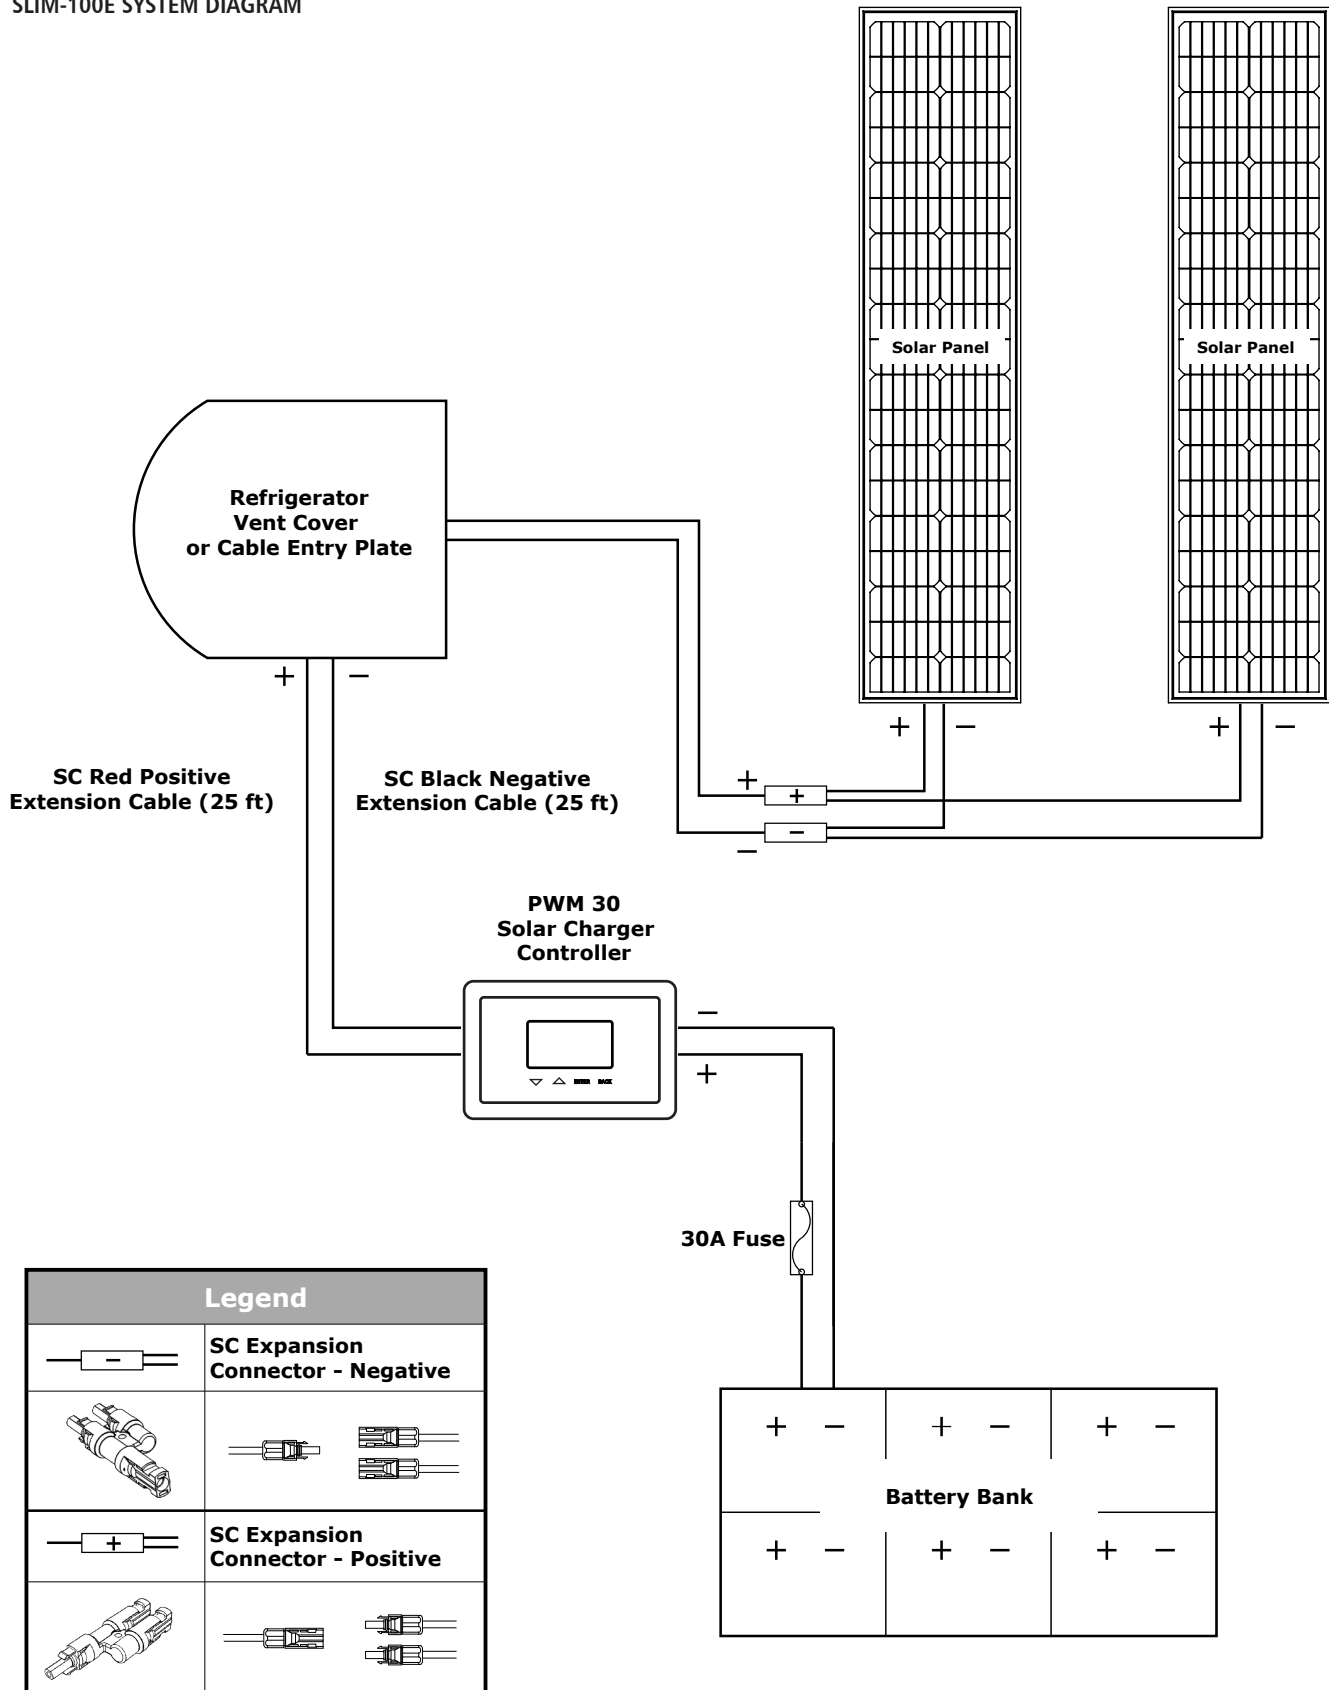 SLIM-100E SYSTEM DIAGRAM
Solar Panel
Solar Panel
Refrigerator
Vent Cover
or Cable Entry Plate
+ −
+ −
+ −
SC Red Positive
Extension Cable (25 ft)
SC Black Negative
Extension Cable (25 ft)
+
+
−
−
PWM 30
Solar Charger
Controller
−
+
ENTER BACK
30A Fuse
Legend
−
SC Expansion
Connector - Negative
+
SC Expansion
Connector - Positive
+ − + − + −
Battery Bank
+ − + − + −